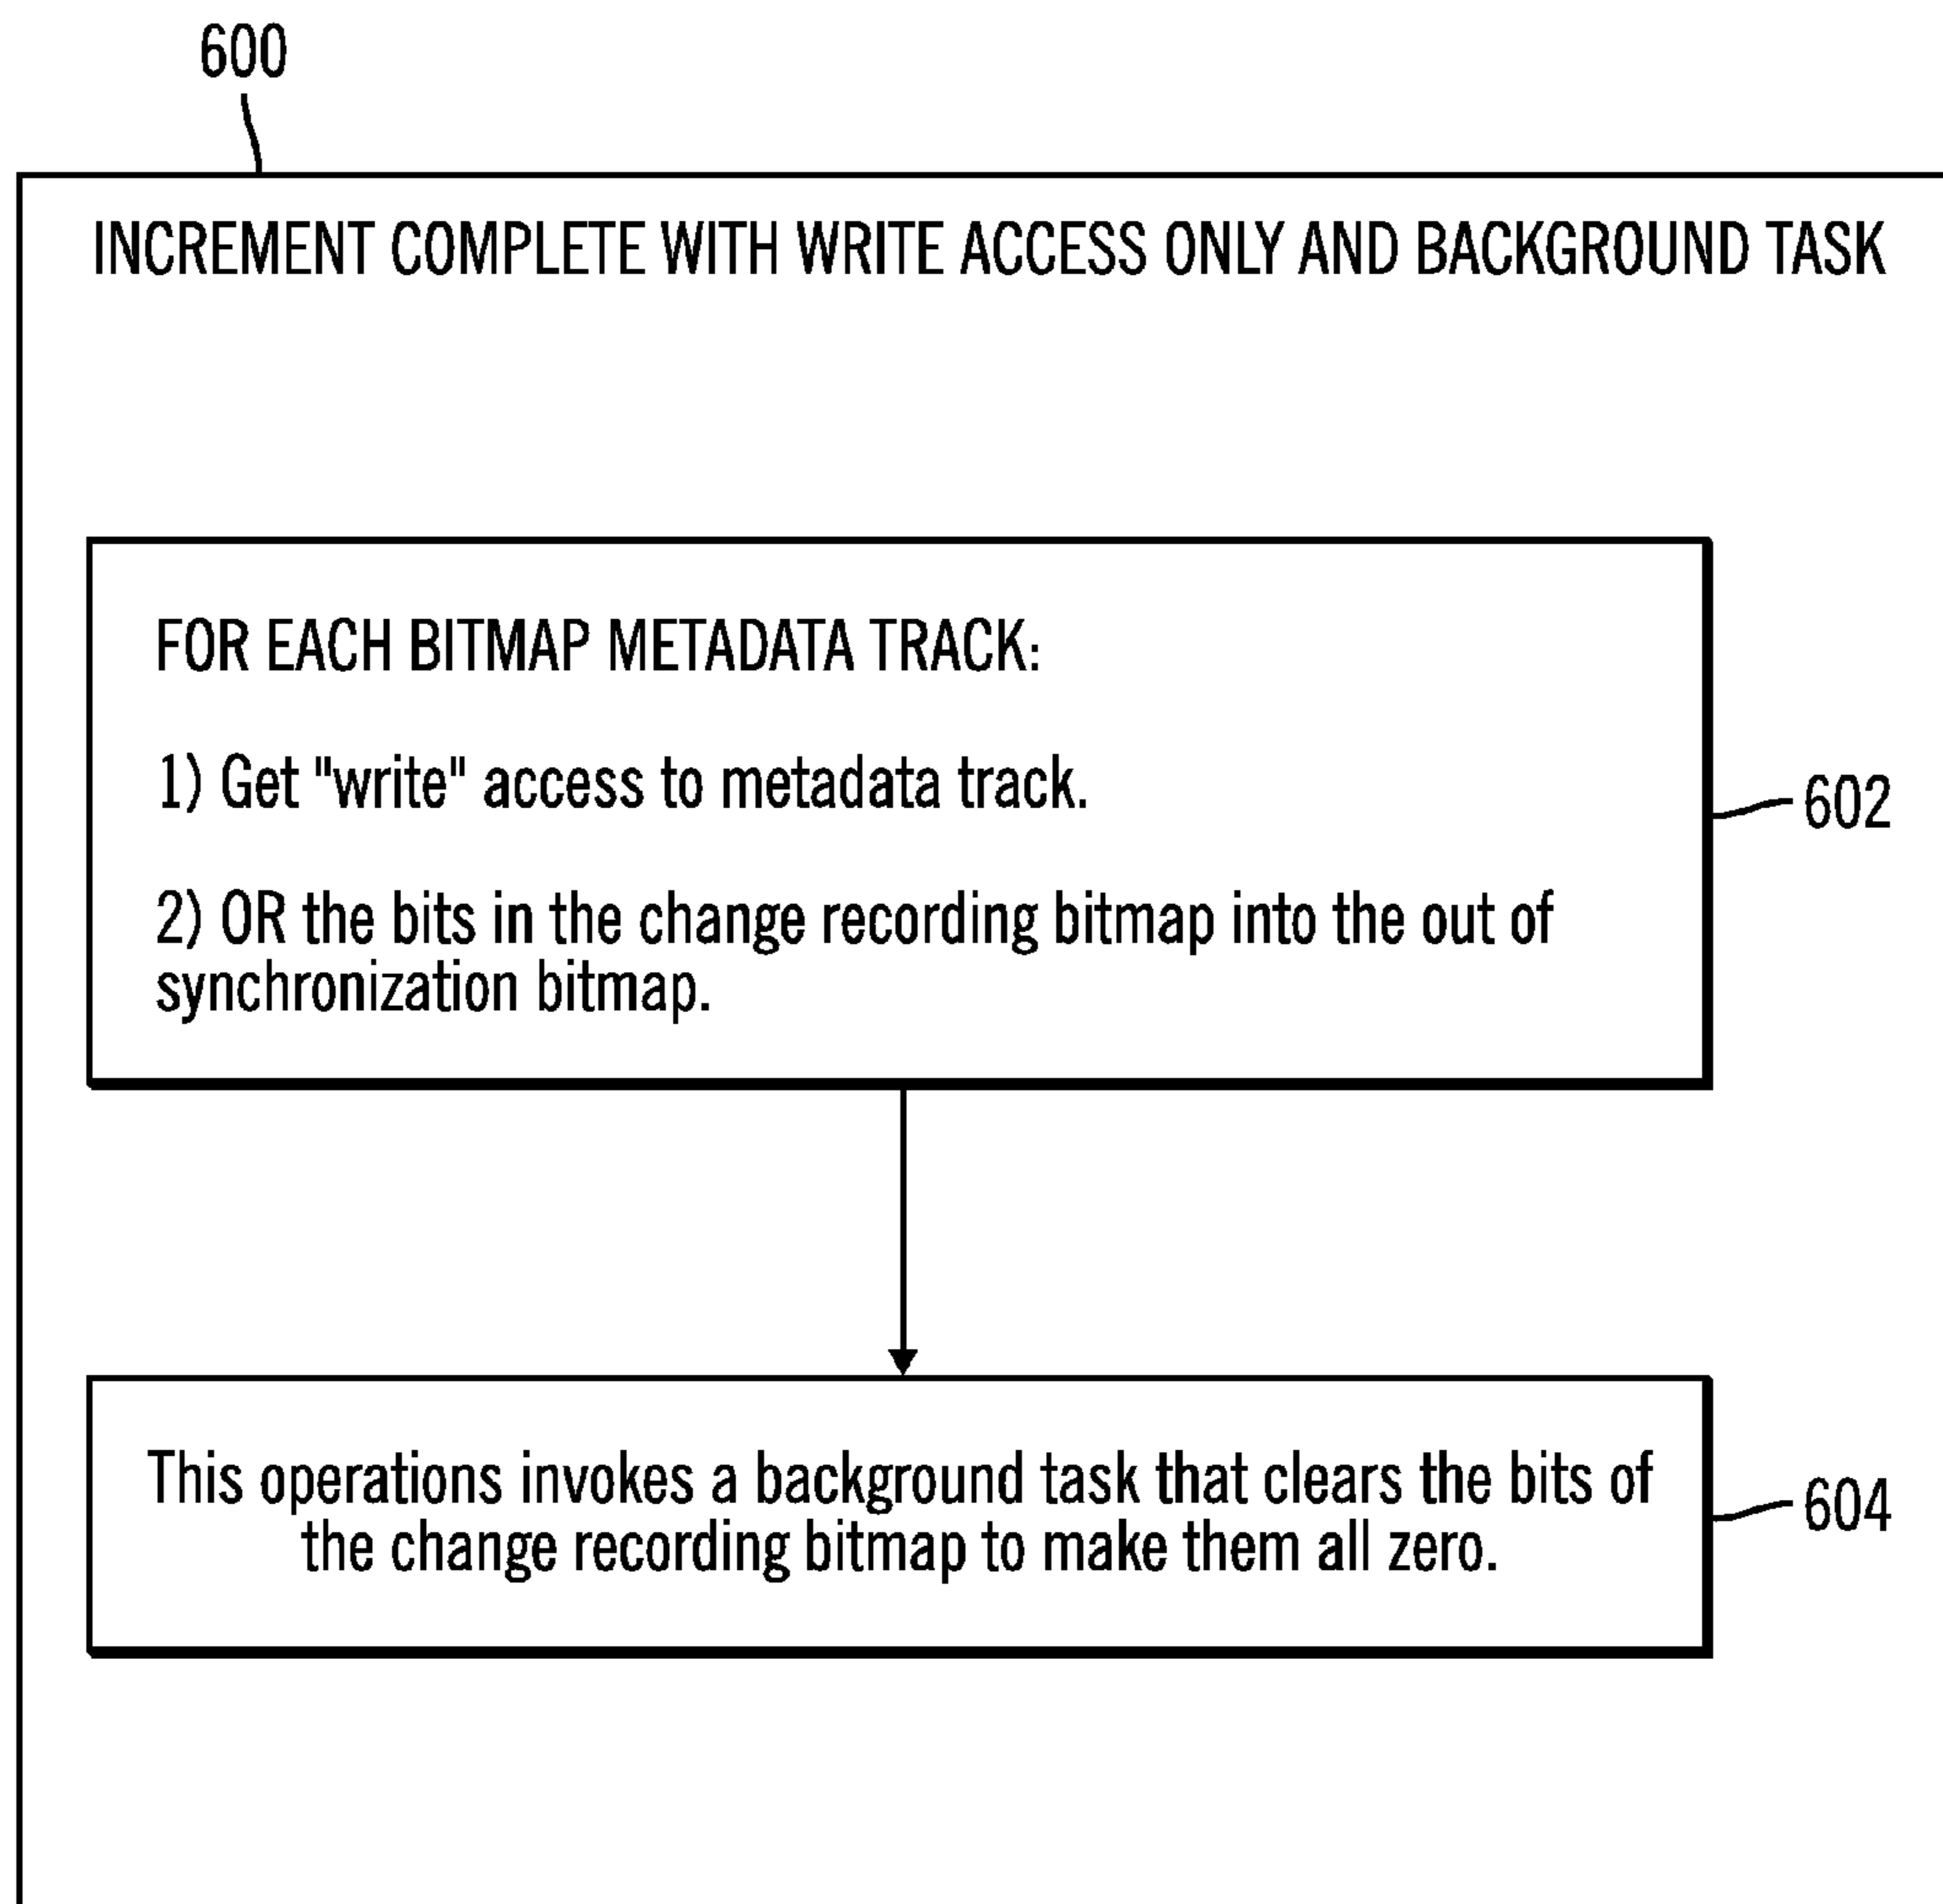 600
INCREMENT COMPLETE WITH WRITE ACCESS ONLY AND BACKGROUND TASK
FOR EACH BITMAP METADATA TRACK:
1) Get "write" access to metadata track.
602
2) OR the bits in the change recording bitmap into the out of
synchronization bitmap.
This operations invokes a background task that clears the bits of
the change recording bitmap to make them all zero.
604